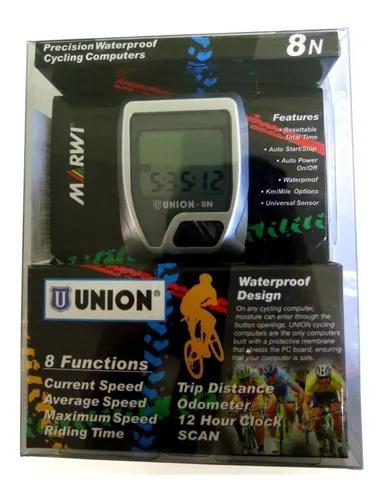 Precision Waterproof
Cycling Computers
8N
MARWI®
Features
• Resettable
Total Time
• Auto Start/Stop
• Auto Power
On/Off
• Waterproof
• Km/Mile Options
• Universal Sensor
5:35:12
U UNION - 8N
U UNION®
Waterproof
Design
On any cycling computer,
moisture can enter through the
button openings. UNION cycling
computers are the only computers
built with a protective membrane
that shields the PC board, ensuring
that your computer is safe.
8 Functions
Current Speed
Average Speed
Maximum Speed
Riding Time
Trip Distance
Odometer
12 Hour Clock
SCAN